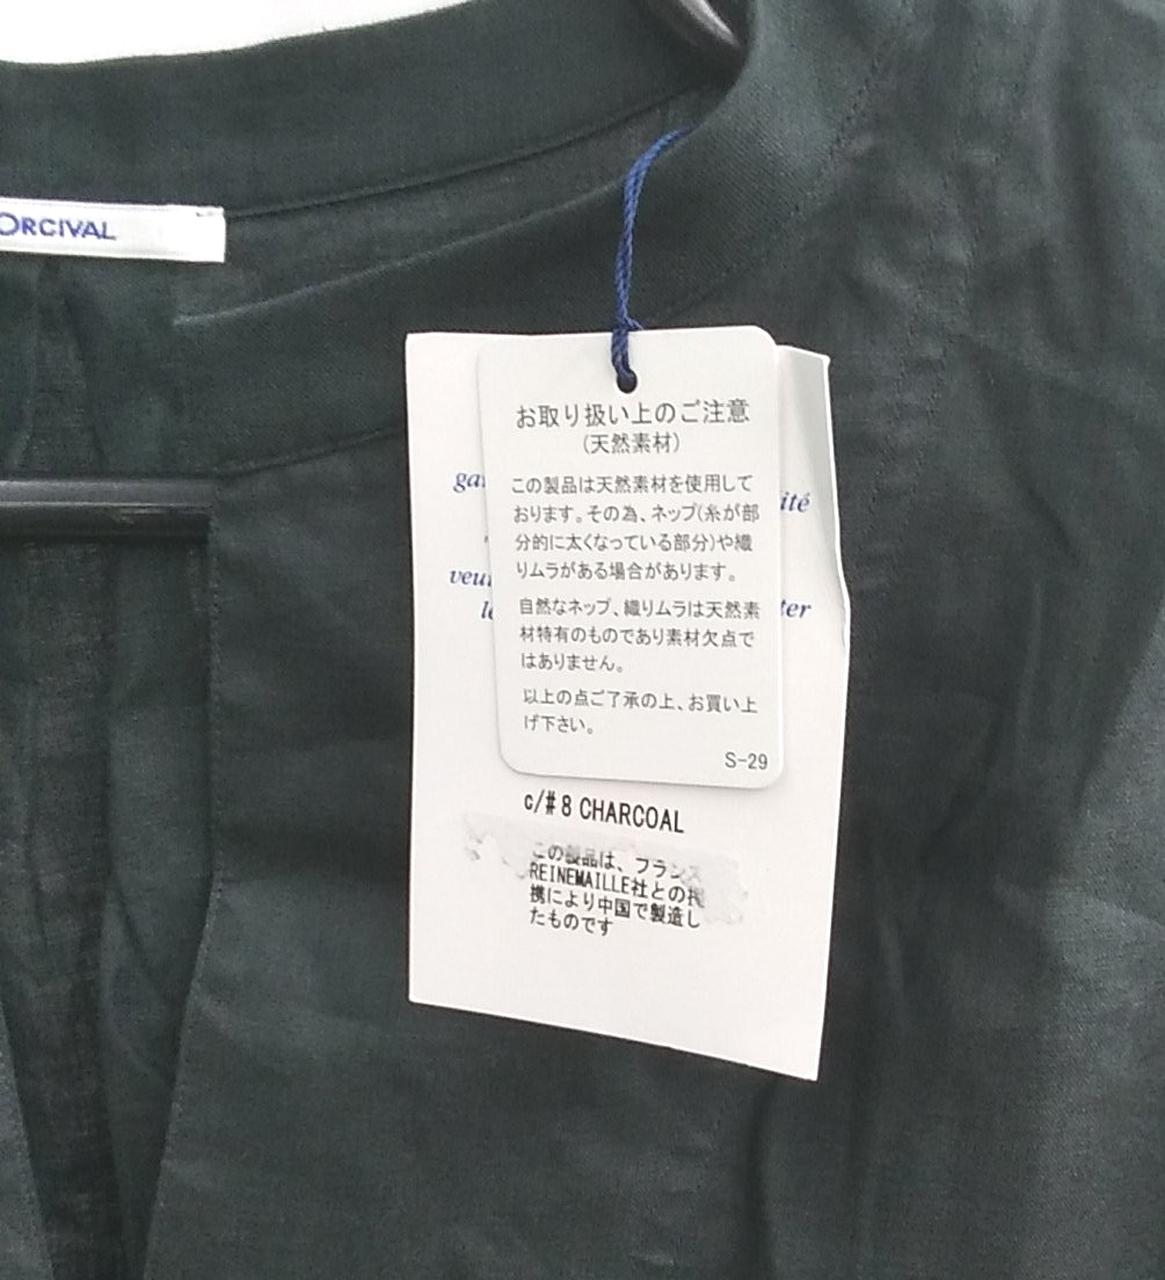 ORCIVAL
お取り扱い上のご注意
(天然素材)
この製品は天然素材を使用して
おります。その為、ネップ(糸が部
分的に太くなっている部分)や織
りムラがある場合があります。
自然なネップ、織りムラは天然素
材特有のものであり素材欠点で
はありません。
以上の点ご了承の上、お買い上
げ下さい。
S-29
c/# 8 CHARCOAL
この製品は、フランス
REINEMAILLE社との提
携により中国で製造し
たものです